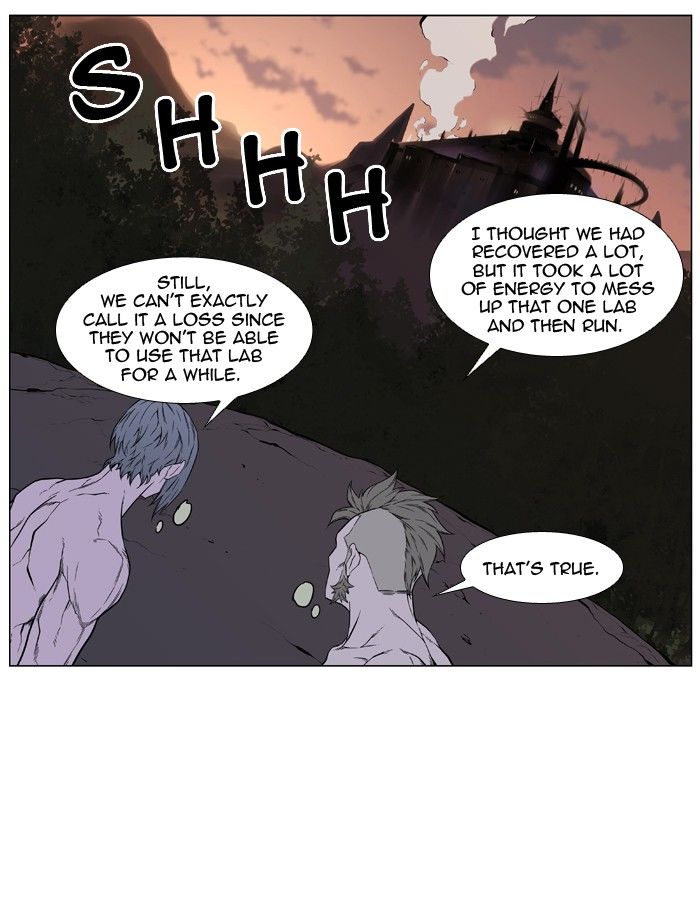 SHHH
I THOUGHT WE HAD
RECOVERED A LOT,
BUT IT TOOK A LOT
OF ENERGY TO MESS
UP THAT ONE LAB
AND THEN RUN.
STILL,
WE CAN'T EXACTLY
CALL IT A LOSS SINCE
THEY WON'T BE ABLE
TO USE THAT LAB
FOR A WHILE.
THAT'S TRUE.